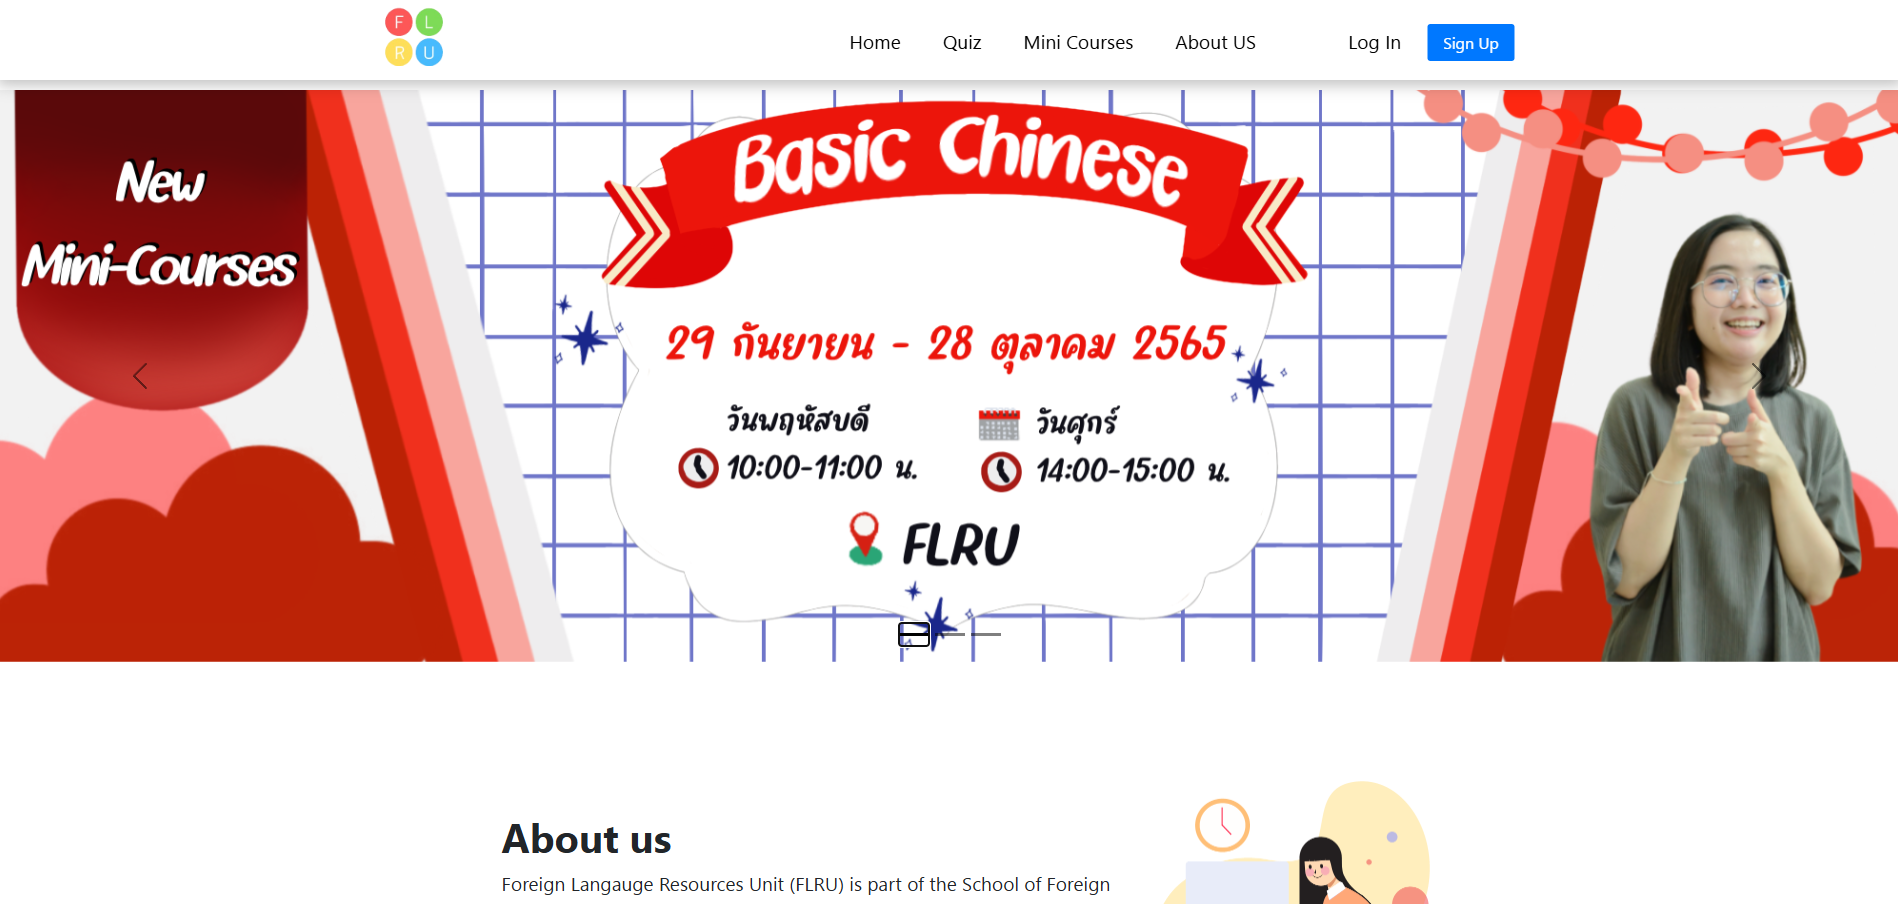 F L
R U
Home Quiz Mini Courses About US Log In Sign Up
New
Mini-Courses
Basic Chinese
29 กันยายน - 28 ตุลาคม 2565
วันพฤหัสบดี
10:00-11:00 น.
วันศุกร์
14:00-15:00 น.
FLRU
About us
Foreign Langauge Resources Unit (FLRU) is part of the School of Foreign